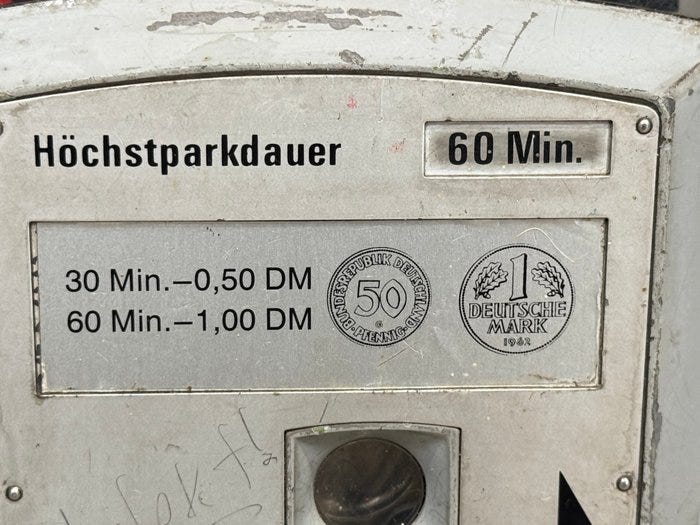 Höchstparkdauer
60 Min.
30 Min.–0,50 DM
60 Min.–1,00 DM
BUNDESREPUBLIK DEUTSCHLAND
50
PFENNIG
1
DEUTSCHE
MARK
1962